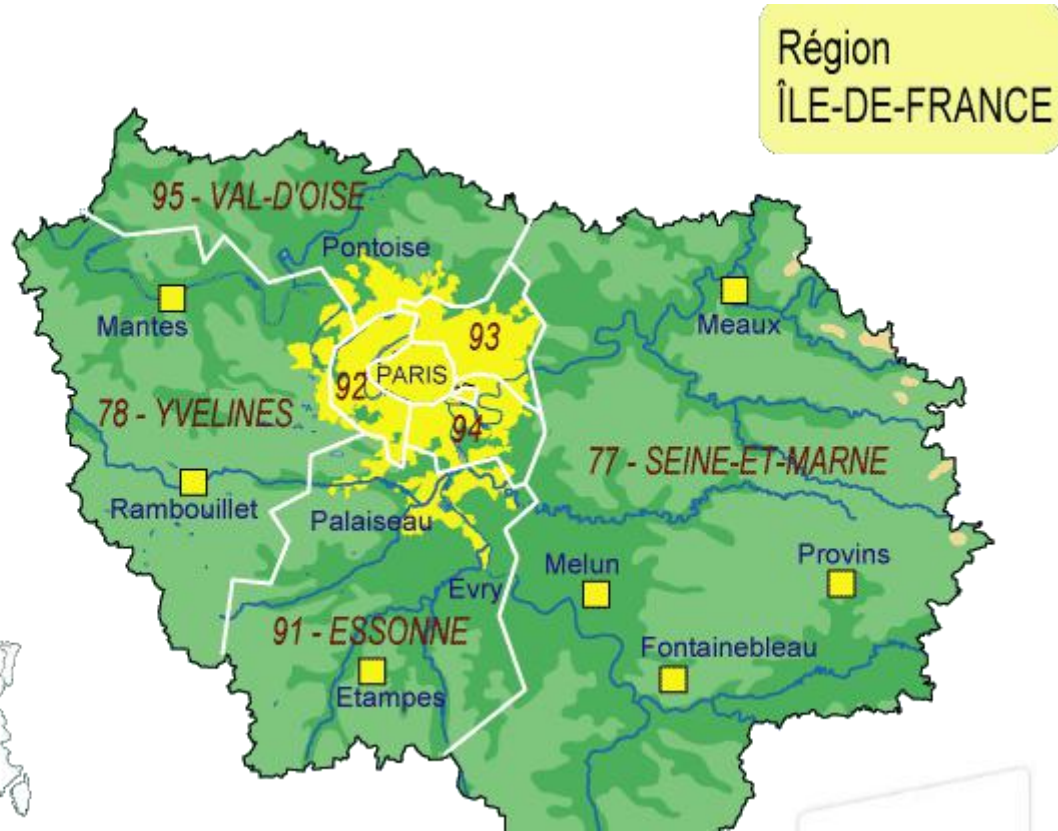 Région
ÎLE-DE-FRANCE
95 - VAL-D'OISE
Pontoise
Mantes
Meaux
93
PARIS
92
78 - YVELINES
94
77 - SEINE-ET-MARNE
Rambouillet
Palaiseau
Melun
Provins
Evry
91 - ESSONNE
Fontainebleau
Etampes